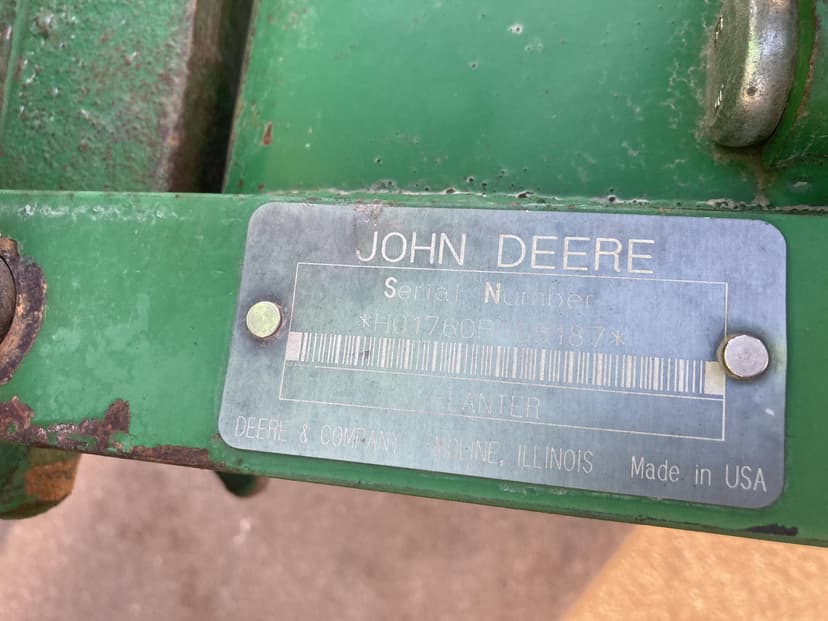 JOHN DEERE
Serial Number
PLANTER
DEERE & COMPANY MOLINE, ILLINOIS Made in USA